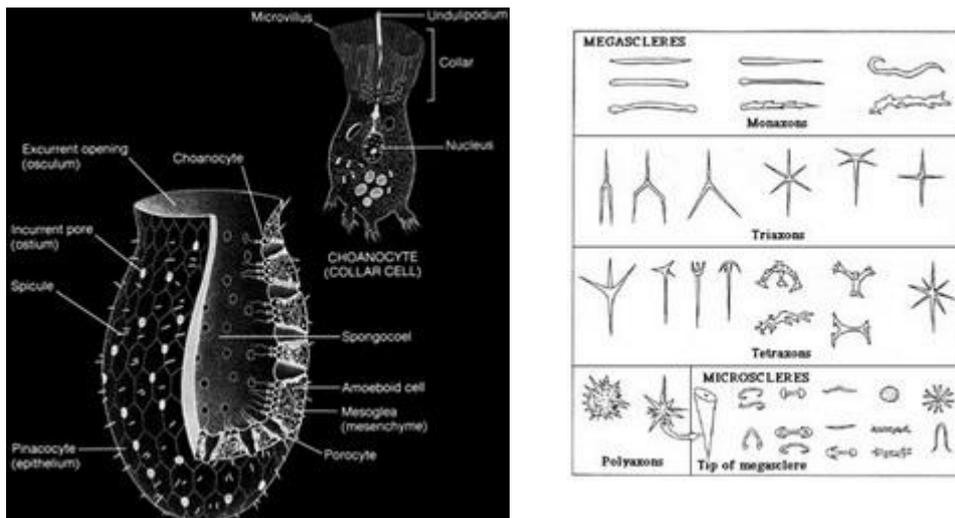 Microvillus
Undulipodium
Collar
Nucleus
CHOANOCYTE
(COLLAR CELL)
Excurrent opening
(osculum)
Choanocyte
Incurrent pore
(ostium)
Spicule
Spongocoel
Amoeboid cell
Mesoglea
(mesenchyme)
Porocyte
Pinacocyte
(epithelium)
MEGASCLERES
Monaxons
Triaxons
Tetraxons
Polyaxons
MICROSCLERES
Tip of megasclere